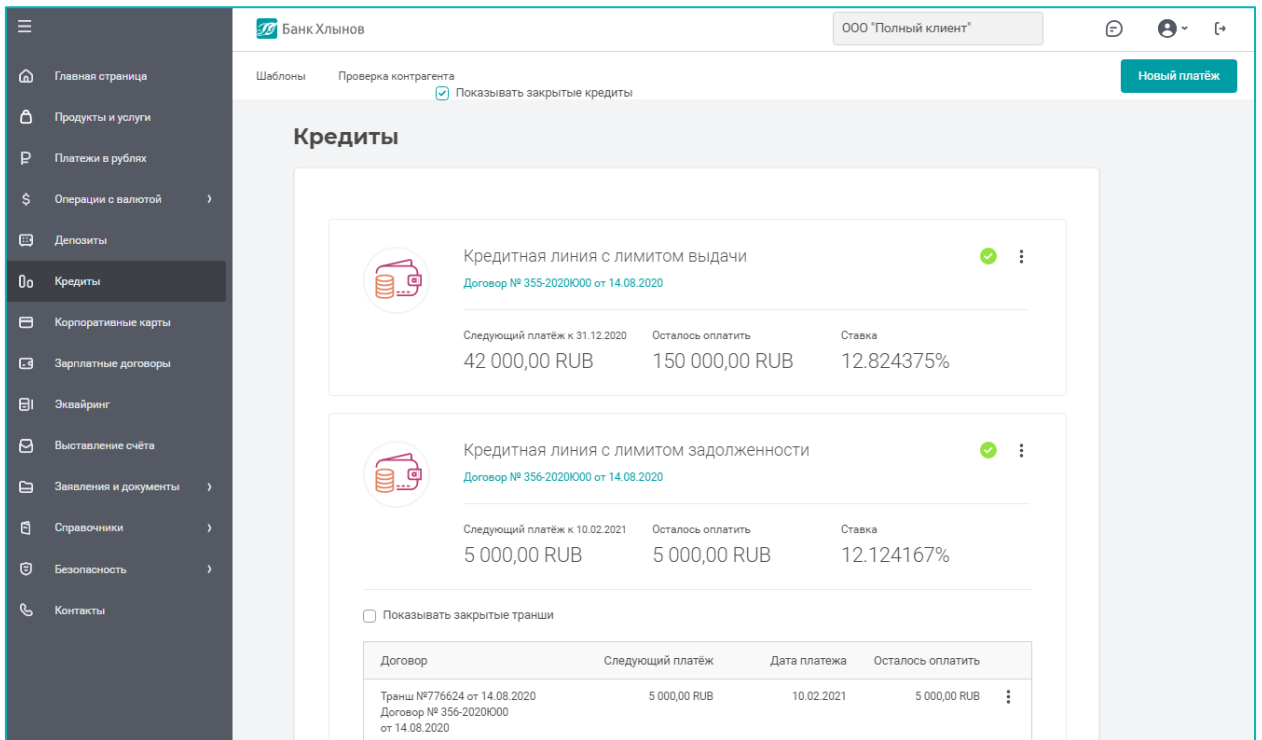 Банк Хлынов
ООО "Полный клиент"
Главная страница
Продукты и услуги
Платежи в рублях
Операции с валютой
Депозиты
Кредиты
Корпоративные карты
Зарплатные договоры
Эквайринг
Выставление счёта
Заявления и документы
Справочники
Безопасность
Контакты
Шаблоны Проверка контрагента
Новый платёж
Показывать закрытые кредиты
Кредиты
Кредитная линия с лимитом выдачи
Договор № 355-2020Ю00 от 14.08.2020
Следующий платёж к 31.12.2020 Осталось оплатить Ставка
42 000,00 RUB 150 000,00 RUB 12.824375%
Кредитная линия с лимитом задолженности
Договор № 356-2020Ю00 от 14.08.2020
Следующий платёж к 10.02.2021 Осталось оплатить Ставка
5 000,00 RUB 5 000,00 RUB 12.124167%
Показывать закрытые транши
Договор Следующий платёж Дата платежа Осталось оплатить
Транш №776624 от 14.08.2020 5 000,00 RUB 10.02.2021 5 000,00 RUB
Договор № 356-2020Ю00
от 14.08.2020